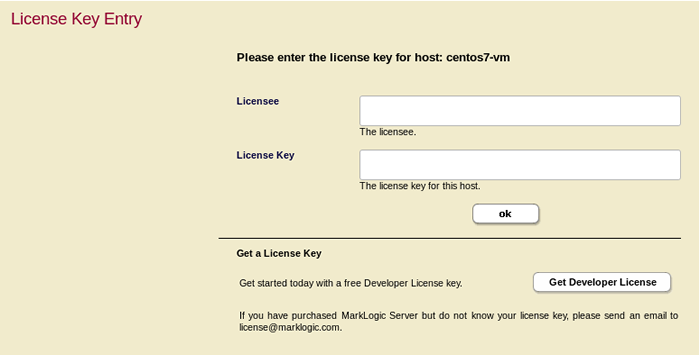 License Key Entry
Please enter the license key for host: centos7-vm
Licensee
The licensee.
License Key
The license key for this host.
ok
Get a License Key
Get started today with a free Developer License key.
Get Developer License
If you have purchased MarkLogic Server but do not know your license key, please send an email to
license@marklogic.com.